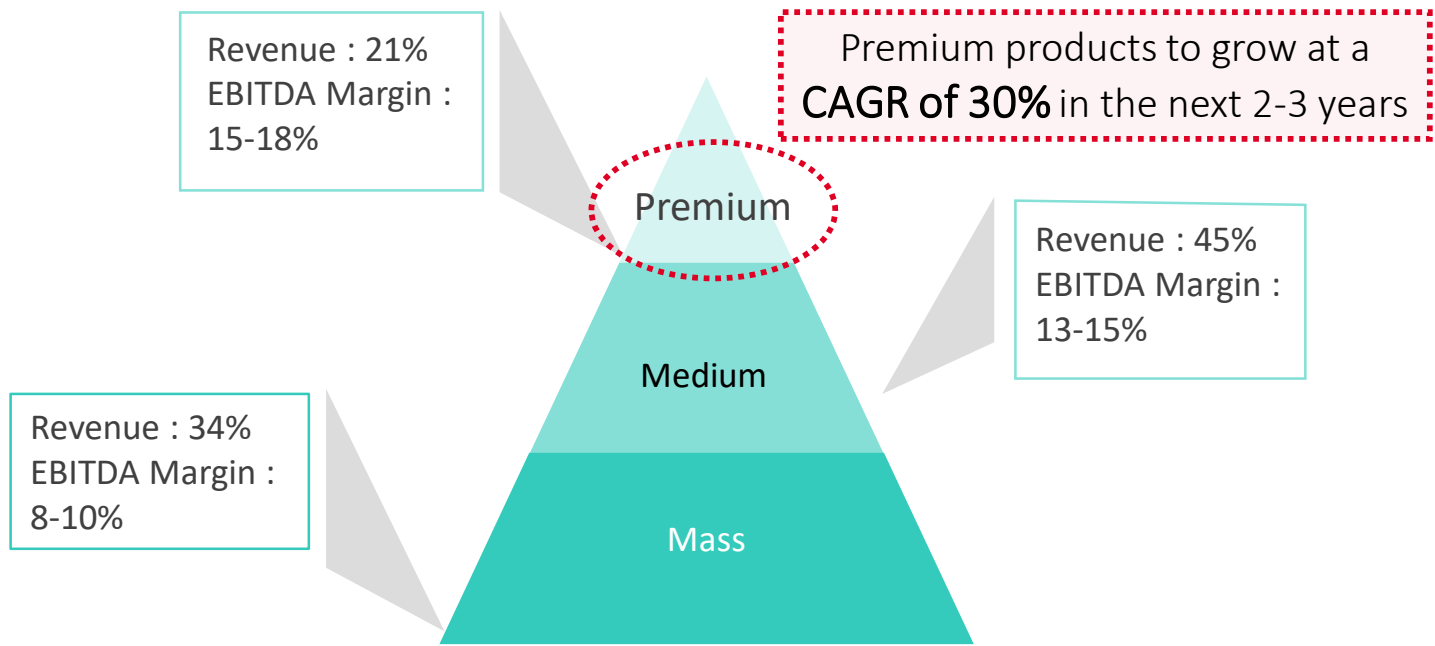 Revenue : 21%
EBITDA Margin :
15-18%
Premium products to grow at a
CAGR of 30% in the next 2-3 years
Premium
Revenue : 45%
EBITDA Margin :
13-15%
Medium
Revenue : 34%
EBITDA Margin :
8-10%
Mass